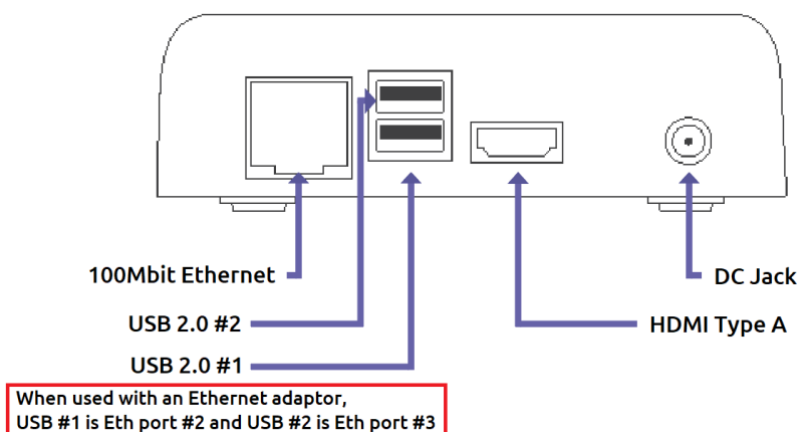 100Mbit Ethernet
DC Jack
USB 2.0 #2
HDMI Type A
USB 2.0 #1
When used with an Ethernet adaptor,
USB #1 is Eth port #2 and USB #2 is Eth port #3